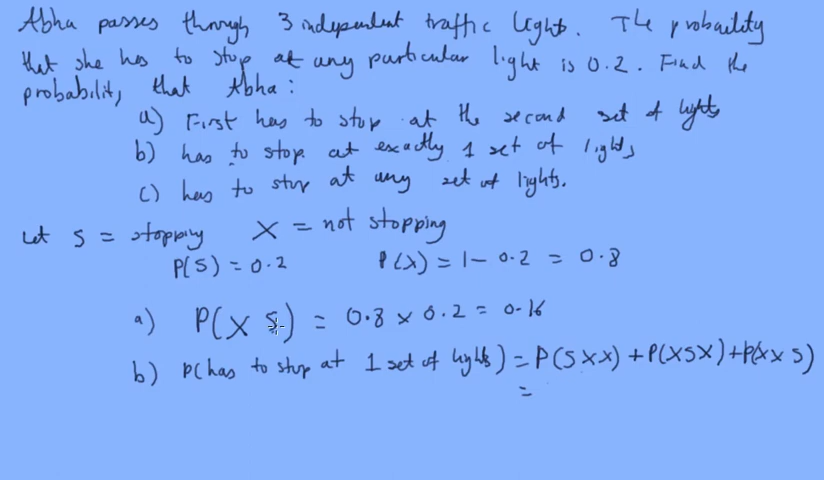 Abha passes through 3 independent traffic light. The probability
that she has to stop at any particular light is 0.2. Find the
probability that Abha:
a) First has to stop at the second set of lights
b) has to stop at exactly 1 set of lights
c) has to stop at any set of lights.
Let S = stopping X = not stopping
P(S) = 0.2 P(X) = 1 - 0.2 = 0.8
a) P(X S) = 0.8 x 0.2 = 0.16
b) P(has to stop at 1 set of lights) = P(SXX) + P(XSX) + P(XXS)
=